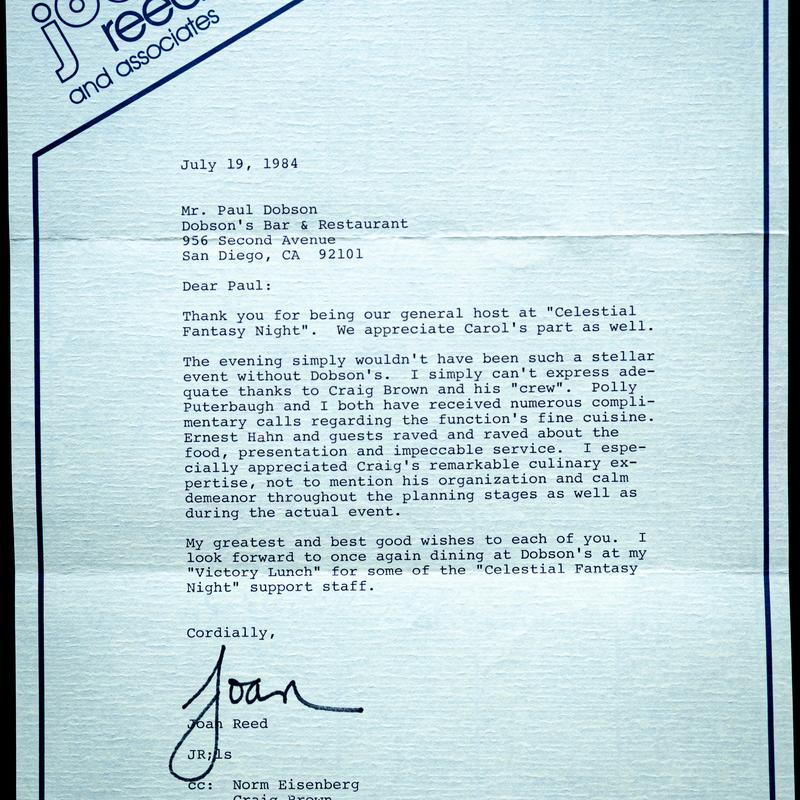 reed
and associates
July 19, 1984
Mr. Paul Dobson
Dobson's Bar & Restaurant
956 Second Avenue
San Diego, CA  92101
Dear Paul:
Thank you for being our general host at "Celestial
Fantasy Night".  We appreciate Carol's part as well.
The evening simply wouldn't have been such a stellar
event without Dobson's.  I simply can't express ade-
quate thanks to Craig Brown and his "crew".  Polly
Puterbaugh and I both have received numerous compli-
mentary calls regarding the function's fine cuisine.
Ernest Hahn and guests raved and raved about the
food, presentation and impeccable service.  I espe-
cially appreciated Craig's remarkable culinary ex-
pertise, not to mention his organization and calm
demeanor throughout the planning stages as well as
during the actual event.
My greatest and best good wishes to each of you.  I
look forward to once again dining at Dobson's at my
"Victory Lunch" for some of the "Celestial Fantasy
Night" support staff.
Cordially,
Joan
Joan Reed
JR;ls
cc:  Norm Eisenberg
Craig Brown